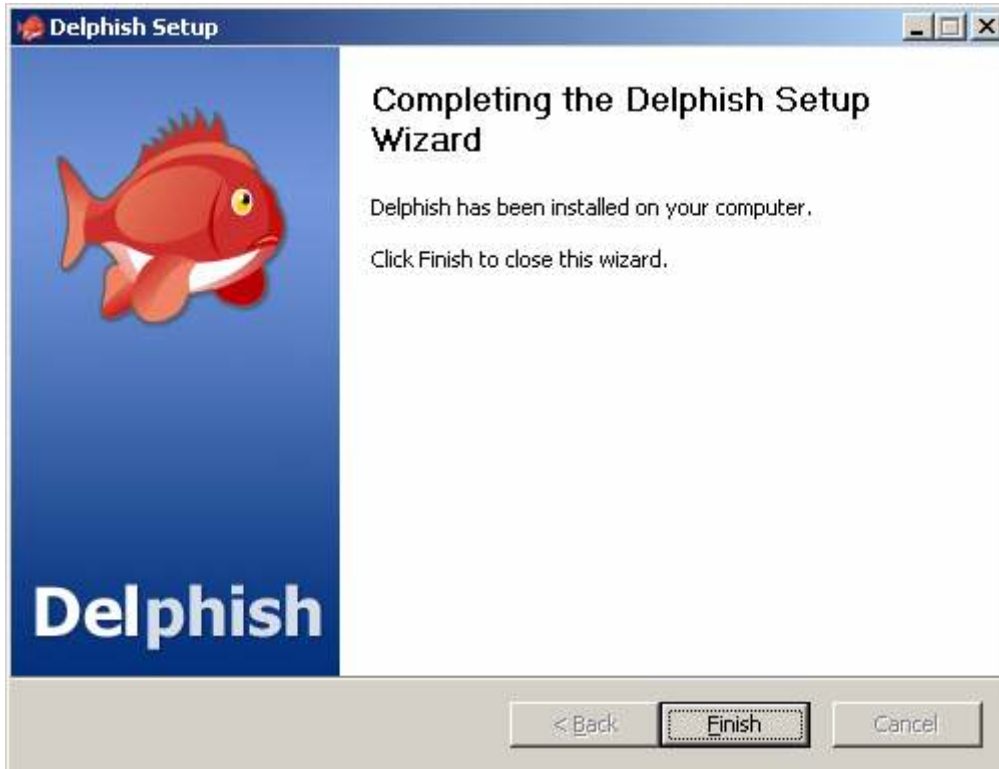 Delphish Setup
Completing the Delphish Setup
Wizard
Delphish has been installed on your computer.
Click Finish to close this wizard.
Delphish
< Back
Finish
Cancel